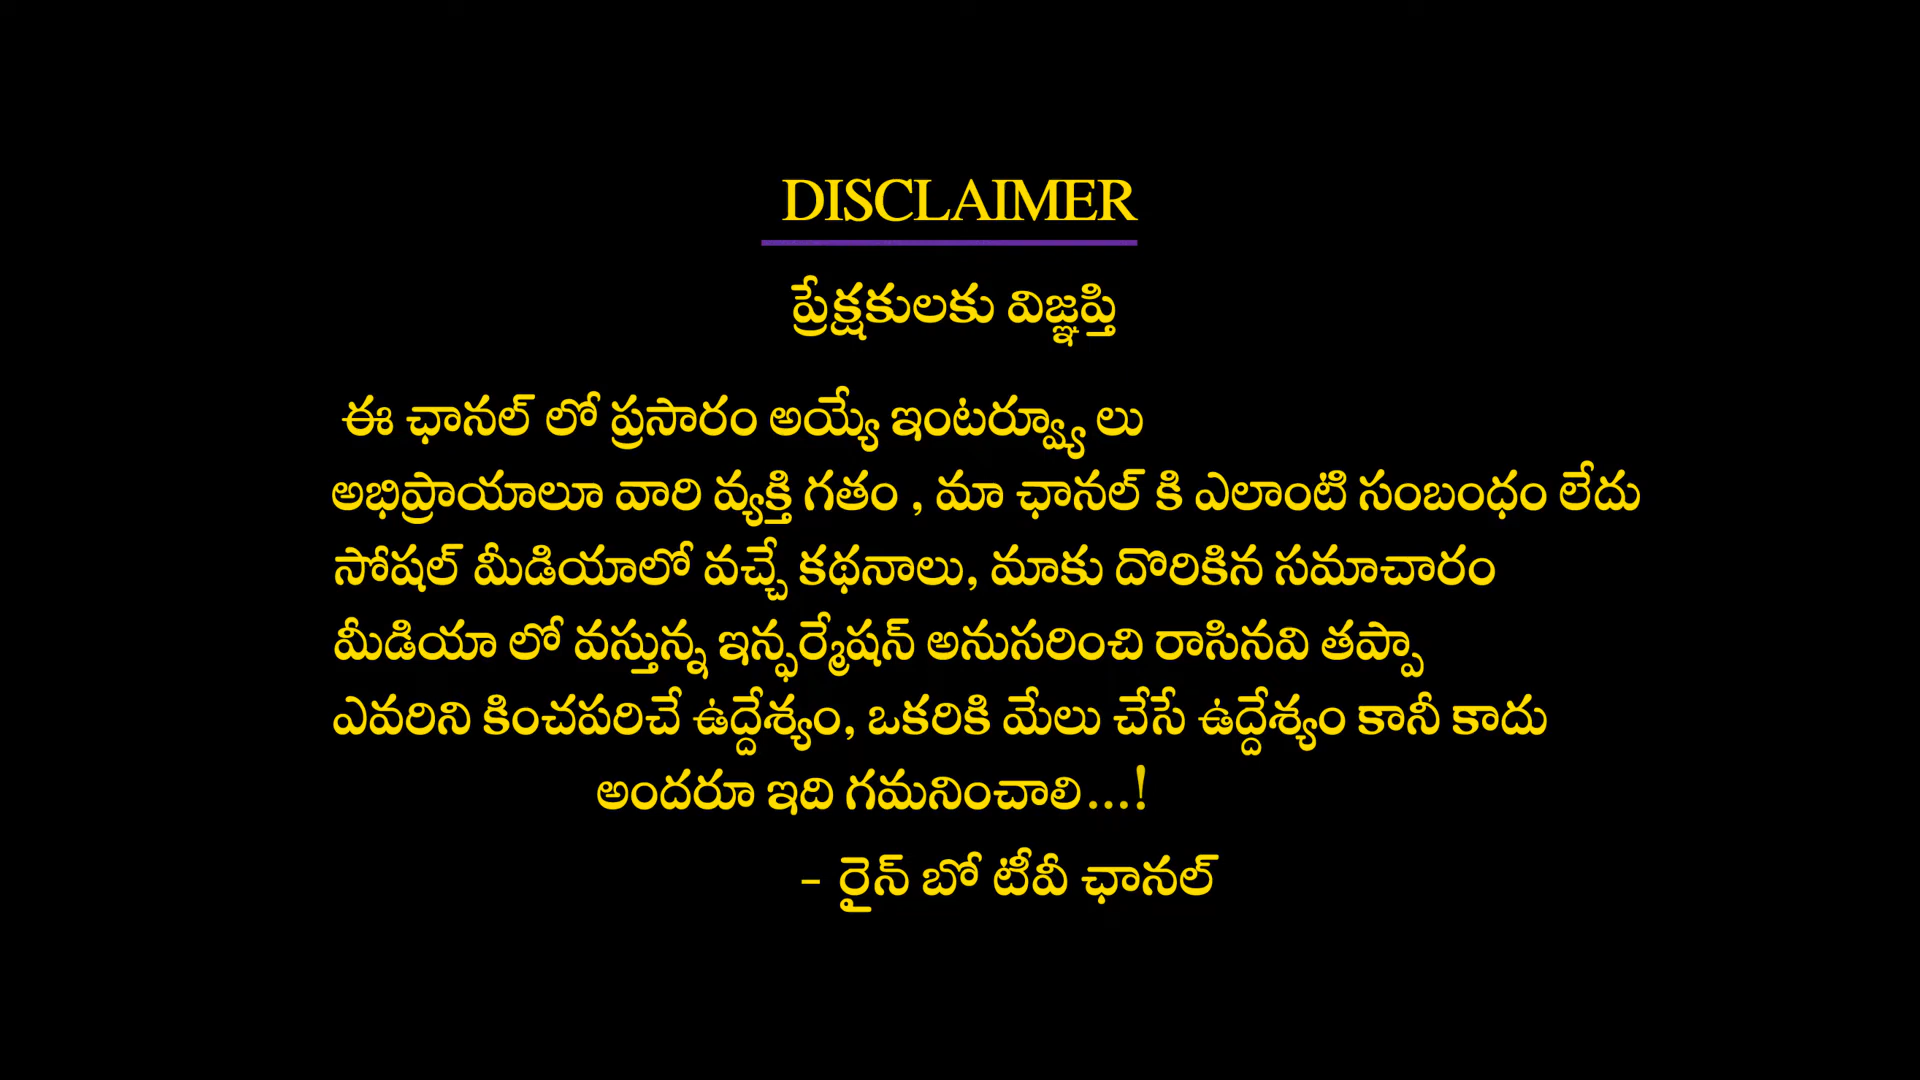 DISCLAIMER
ప్రేక్షకులకు విజ్ఞప్తి
ఈ ఛానల్ లో ప్రసారం అయ్యే ఇంటర్వ్యూ లు
అభిప్రాయాలూ వారి వ్యక్తి గతం , మా ఛానల్ కి ఎలాంటి సంబంధం లేదు
సోషల్ మీడియాలో వచ్చే కథనాలు, మాకు దొరికిన సమాచారం
మీడియా లో వస్తున్న ఇన్ఫర్మేషన్ అనుసరించి రాసినవి తప్పా
ఎవరిని కించపరిచే ఉద్దేశ్యం, ఒకరికి మేలు చేసే ఉద్దేశ్యం కానీ కాదు
అందరూ ఇది గమనించాలి...!
- రైన్ బో టీవీ ఛానల్